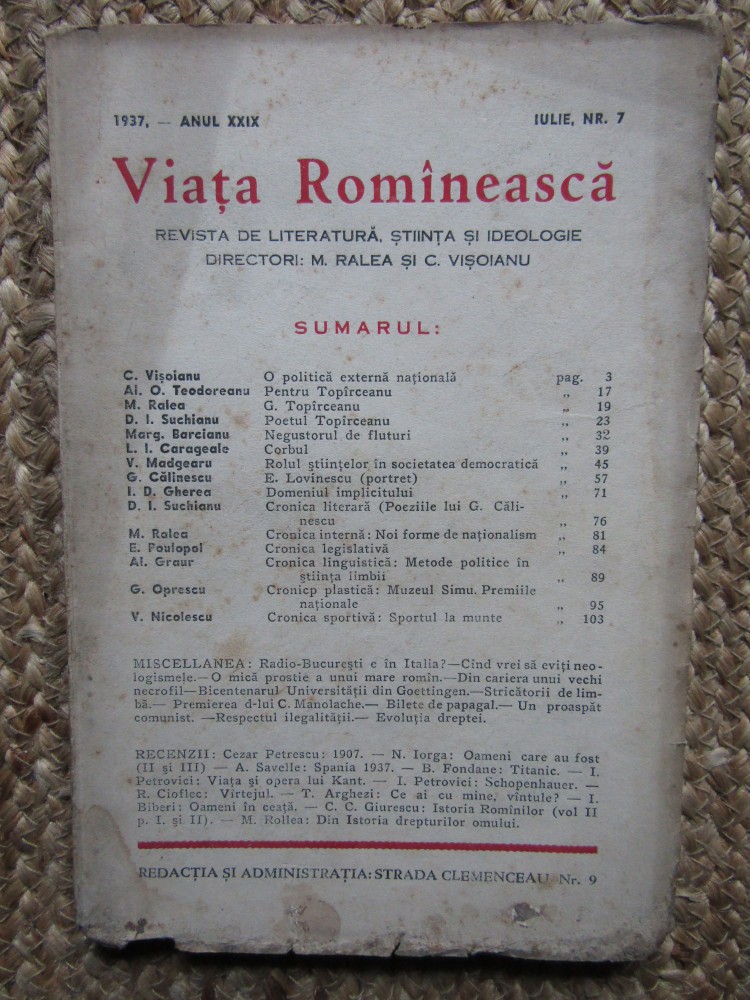 1937, — ANUL XXIX IULIE, NR. 7
Viața Romînească
REVISTA DE LITERATURĂ, ȘTIINȚA ȘI IDEOLOGIE
DIRECTORI: M. RALEA ȘI C. VIȘOIANU
SUMARUL:
C. Vișoianu O politică externă națională pag. 3
Al. O. Teodoreanu Pentru Topîrceanu „ 17
M. Ralea G. Topîrceanu „ 19
D. I. Suchianu Poetul Topîrceanu „ 23
Marg. Barcianu Negustorul de fluturi „ 32
L. I. Carageale Corbul „ 39
V. Madgearu Rolul științelor în societatea democratică „ 45
G. Călinescu E. Lovinescu (portret) „ 57
I. D. Gherea Domeniul implicitului „ 71
D. I. Suchianu Cronica literară (Pocziile lui G. Căli-
nescu „ 76
M. Ralea Cronica internă: Noi forme de naționalism „ 81
E. Poulopol Cronica legislativă „ 84
Al. Graur Cronica linguistică: Metode politice în
știința limbii „ 89
G. Oprescu Cronicp plastică: Muzeul Simu. Premiile
naționale „ 95
V. Nicolescu Cronica sportivă: Sportul la munte „ 103
MISCELLANEA: Radio-București e în Italia?—Cînd vrei să eviți neo-
logismele.—O mică prostie a unui mare romîn.—Din cariera unui vechi
necrofil—Bicentenarul Universității din Goettingen.—Stricătorii de lim-
bă.— Premierea d-lui C. Manolache.— Bilete de papagal.— Un proaspăt
comunist. —Respectul ilegalității.— Evoluția dreptei.
RECENZII: Cezar Petrescu: 1907. — N. Iorga: Oameni care au fost
(II și III) — A. Savelle: Spania 1937. — B. Fondane: Titanic. — I.
Petrovici: Viața și opera lui Kant. — I. Petrovici: Schopenhauer. —
R. Cioflec: Vîrtejul. — T. Arghezi: Ce ai cu mine, vîntule? — I.
Biberi: Oameni în ceață. — C. C. Giurescu: Istoria Romînilor (vol II
p. I. și II). — M. Rollea: Din Istoria drepturilor omului.
REDACȚIA ȘI ADMINISTRAȚIA: STRADA CLEMENCEAU Nr. 9